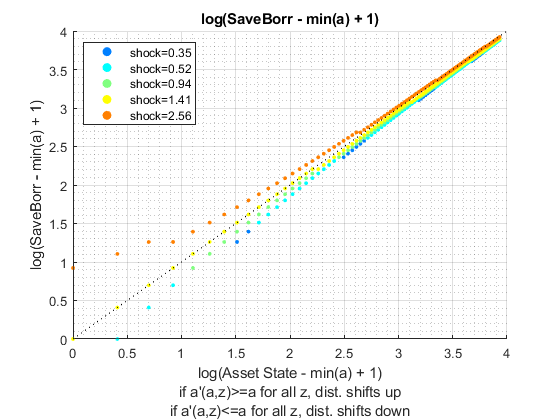 log(SaveBorr - min(a) + 1)
4
3.5
3
2.5
2
1.5
1
0.5
0
log(SaveBorr - min(a) + 1)
shock=0.35
shock=0.52
shock=0.94
shock=1.41
shock=2.56
0 0.5 1 1.5 2 2.5 3 3.5 4
log(Asset State - min(a) + 1)
if a'(a,z)>=a for all z, dist. shifts up
if a'(a,z)<=a for all z, dist. shifts down